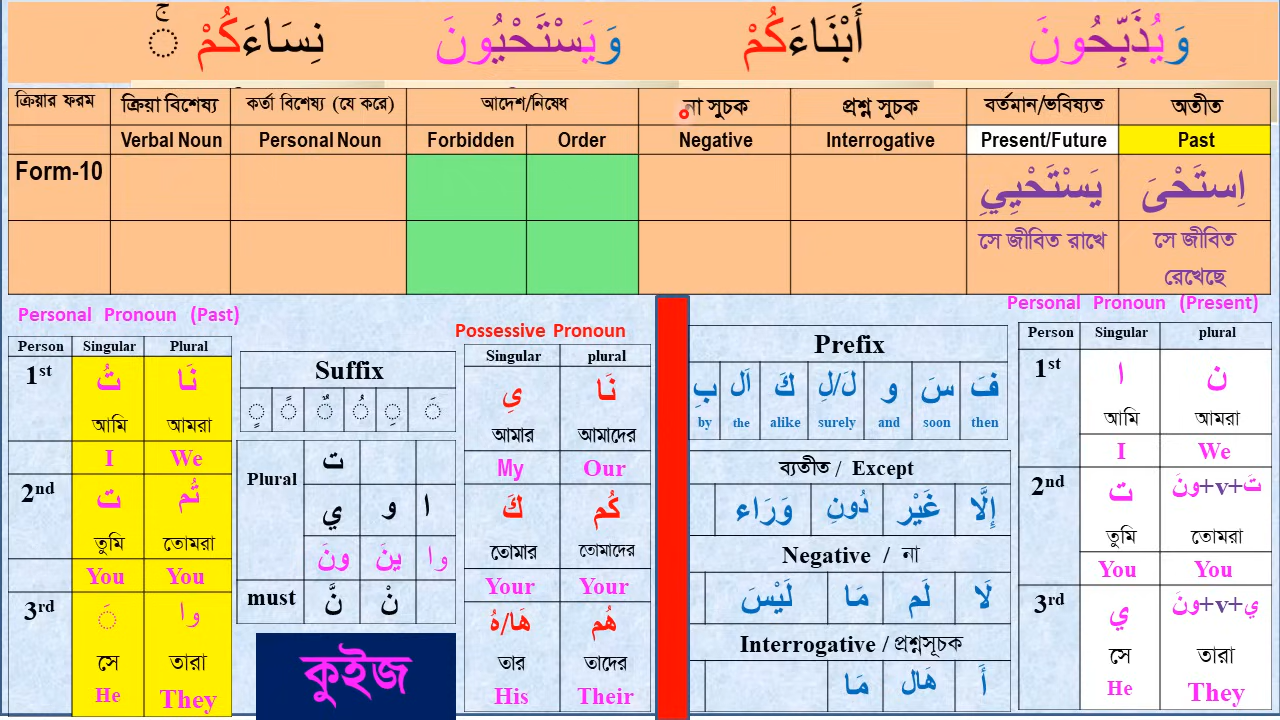 وَيُذَبِّحُونَ أَبْنَاءَكُمْ وَيَسْتَحْيُونَ نِسَاءَكُمْ ۚ
ক্রিয়ার ফরম ক্রিয়া বিশেষ্য কর্তা বিশেষ্য (যে করে) আদেশ/নিষেধ না সুচক প্রশ্ন সুচক বর্তমান/ভবিষ্যত অতীত
Verbal Noun Personal Noun Forbidden Order Negative Interrogative Present/Future Past
Form-10 يَسْتَحْيِيِ اِستَحْىَ
সে জীবিত রাখে সে জীবিত
রেখেছে
Personal Pronoun (Past)
Person Singular Plural
1st تُ نَا
আমি আমরা
I We
2nd ت تُم
তুমি তোমরা
You You
3rd َ وا
সে তারা
He They
Suffix
ٍ ً ٌ ُ ِ َ
Plural ت
ي و ا
ونَ ينَ وا
must نَّ نْ
কুইজ
Possessive Pronoun
Singular plural
يِ نَا
আমার আমাদের
My Our
كَ كُم
তোমার তোমাদের
Your Your
هَا/هُ هُم
তার তাদের
His Their
Prefix
بِ اَل كَ لَ/لِ و سَ فَ
by the alike surely and soon then
ব্যতীত / Except
وَرَاء دُونِ غَيْر إِلَّا
Negative / না
لَيْسَ مَا لَم لَا
Interrogative / প্রশ্নসূচক
مَا هَال أَ
Personal Pronoun (Present)
Person Singular plural
1st ا ن
আমি আমরা
I We
2nd ت تَ+v+ونَ
তুমি তোমরা
You You
3rd ي ي+v+ونَ
সে তারা
He They